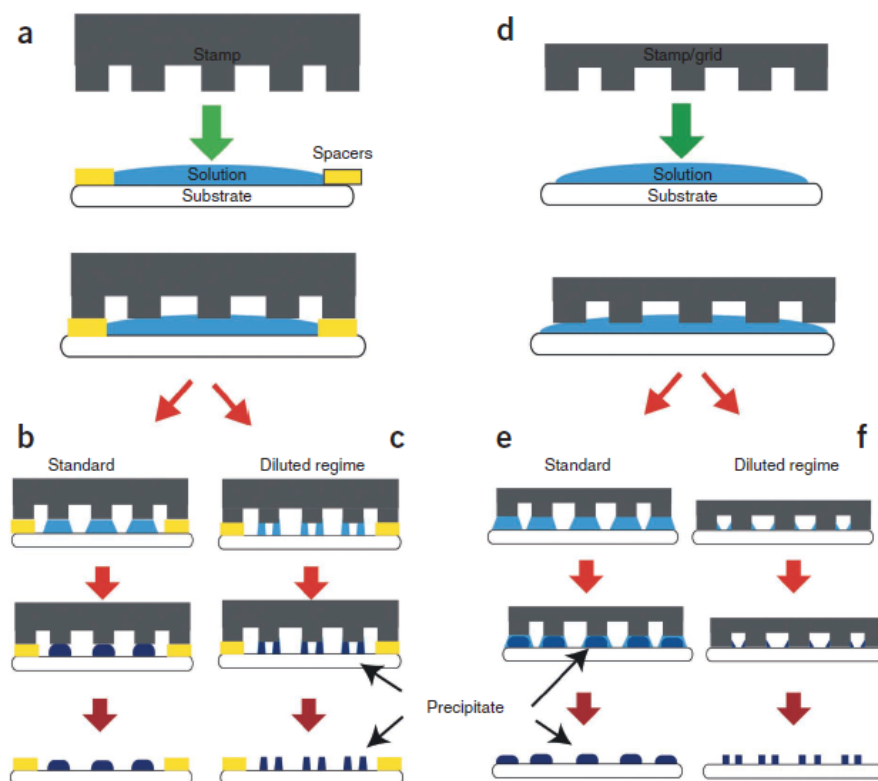 a
Stamp
Spacers
Solution
Substrate
d
Stamp/grid
Solution
Substrate
b
Standard
c
Diluted regime
e
Standard
f
Diluted regime
Precipitate